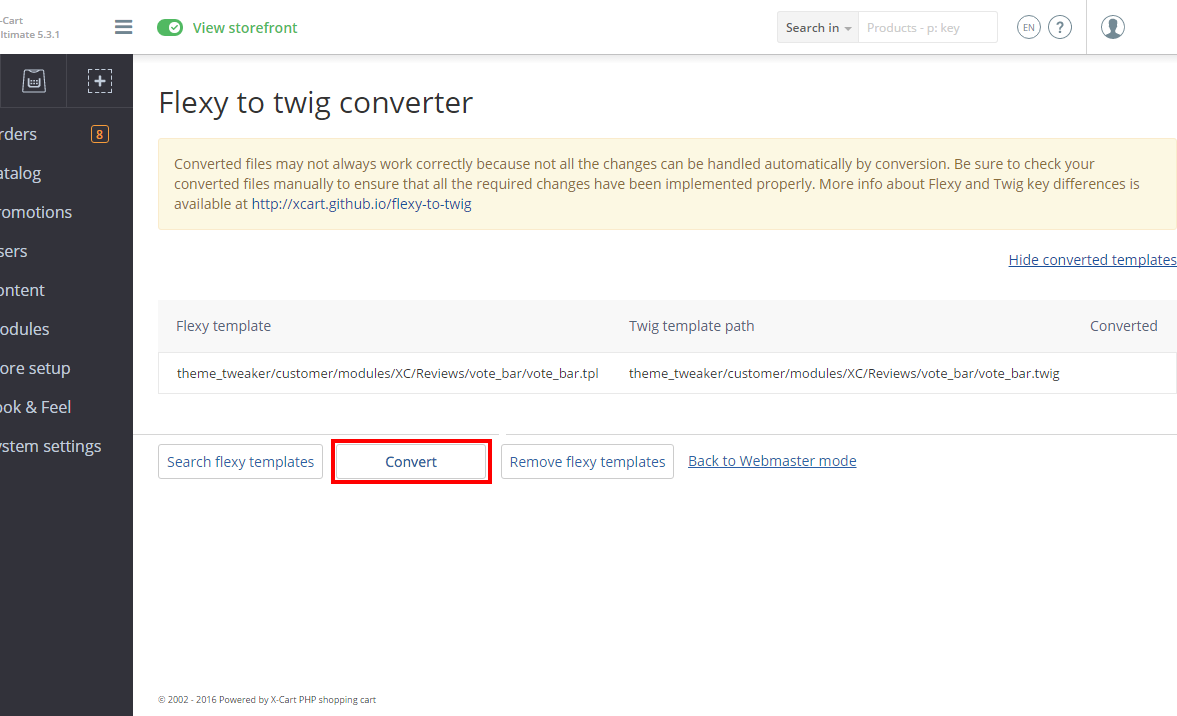 -Cart
ltimate 5.3.1
View storefront
Search in
Products - p: key
EN
?
rders
8
atalog
romotions
sers
ontent
odules
ore setup
ook & Feel
ystem settings
Flexy to twig converter
Converted files may not always work correctly because not all the changes can be handled automatically by conversion. Be sure to check your
converted files manually to ensure that all the required changes have been implemented properly. More info about Flexy and Twig key differences is
available at http://xcart.github.io/flexy-to-twig
Hide converted templates
Flexy template Twig template path Converted
theme_tweaker/customer/modules/XC/Reviews/vote_bar/vote_bar.tpl theme_tweaker/customer/modules/XC/Reviews/vote_bar/vote_bar.twig
Search flexy templates Convert Remove flexy templates Back to Webmaster mode
© 2002 - 2016 Powered by X-Cart PHP shopping cart